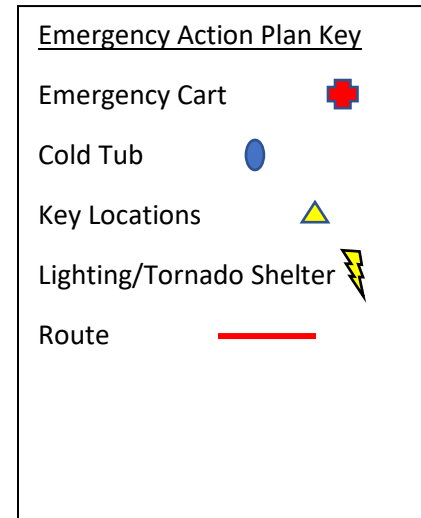 Emergency Action Plan Key
Emergency Cart
Cold Tub
Key Locations
Lighting/Tornado Shelter
Route